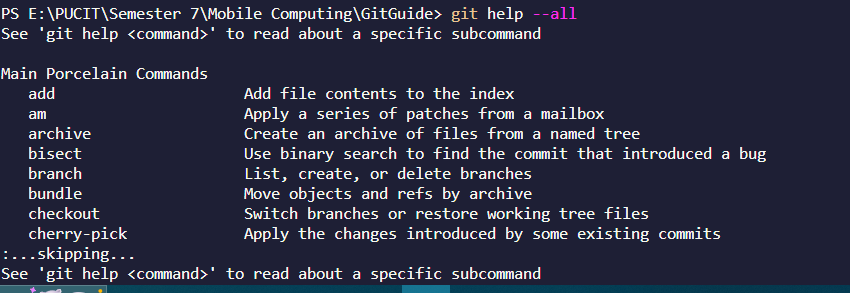 PS E:\PUCIT\Semester 7\Mobile Computing\GitGuide> git help --all
See 'git help <command>' to read about a specific subcommand
Main Porcelain Commands
add Add file contents to the index
am Apply a series of patches from a mailbox
archive Create an archive of files from a named tree
bisect Use binary search to find the commit that introduced a bug
branch List, create, or delete branches
bundle Move objects and refs by archive
checkout Switch branches or restore working tree files
cherry-pick Apply the changes introduced by some existing commits
:...skipping...
See 'git help <command>' to read about a specific subcommand